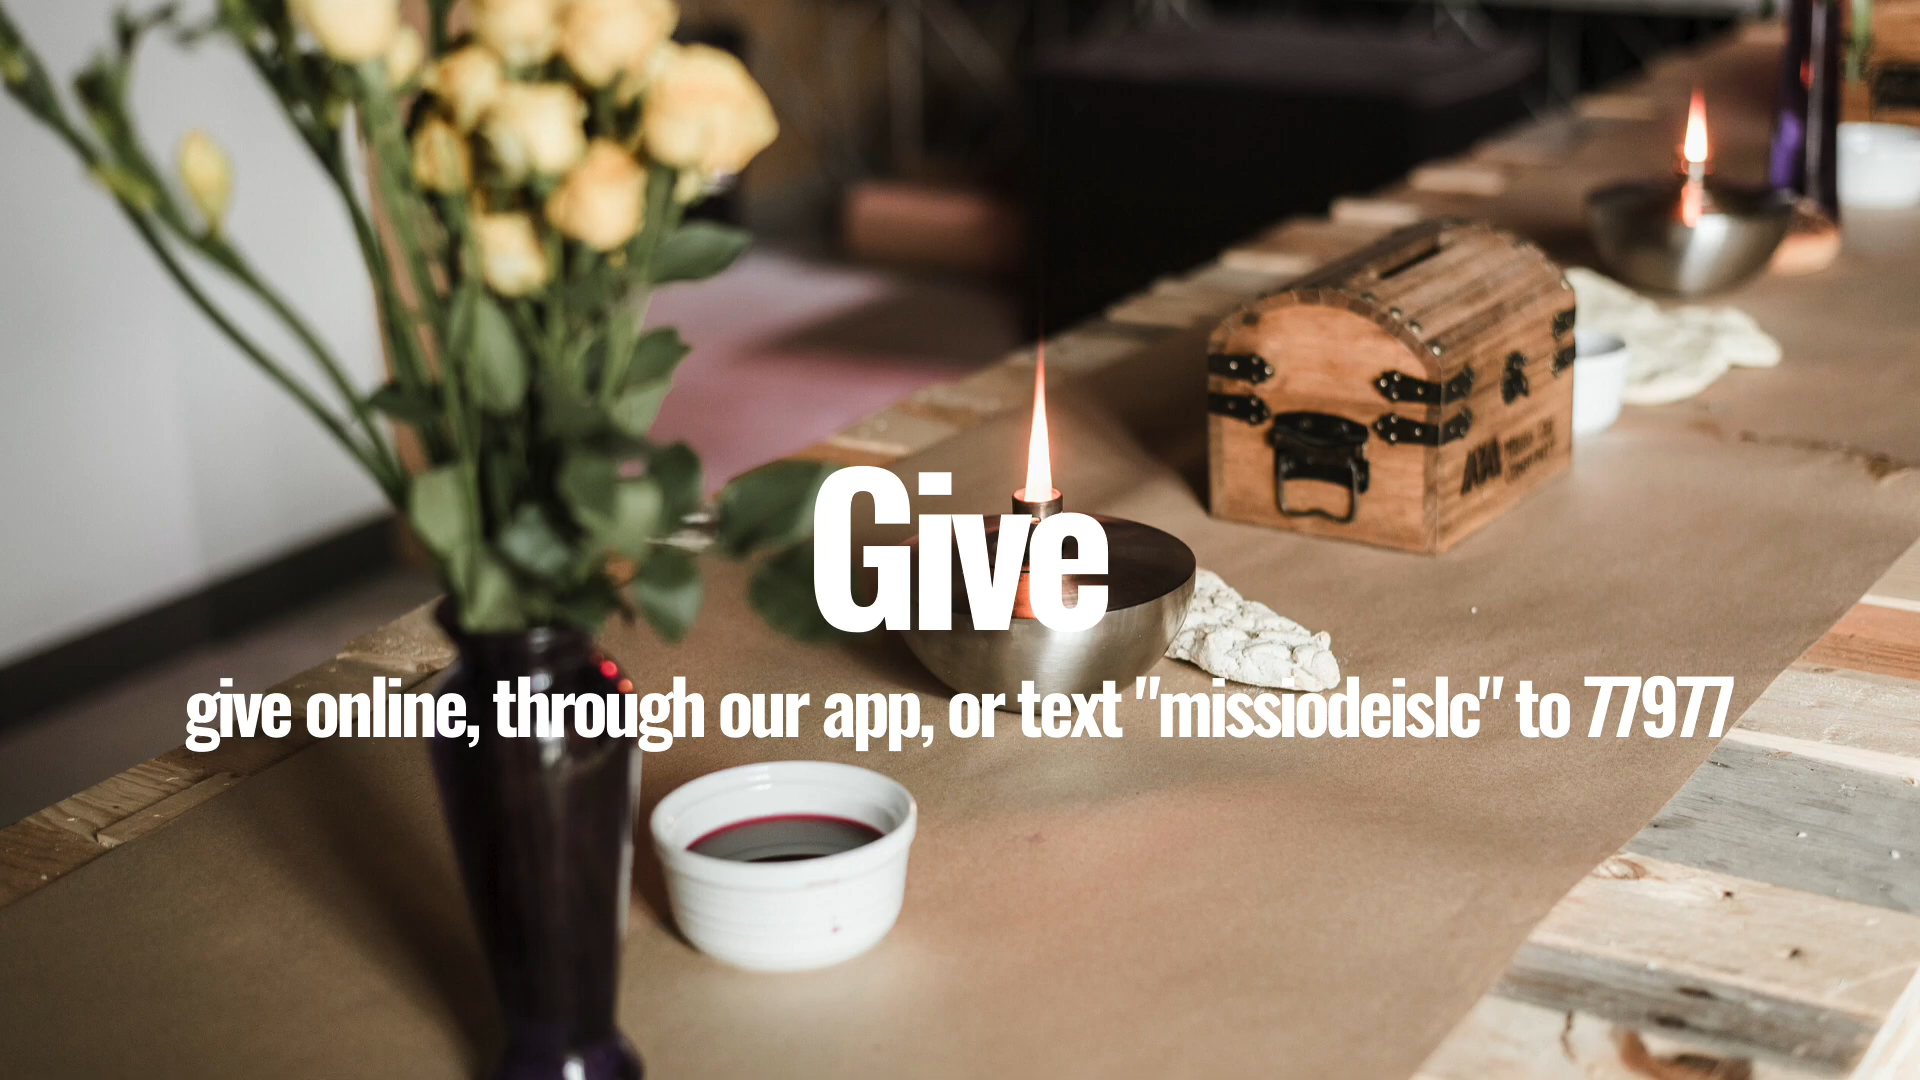 Give
give online, through our app, or text "missiodeislc" to 77977